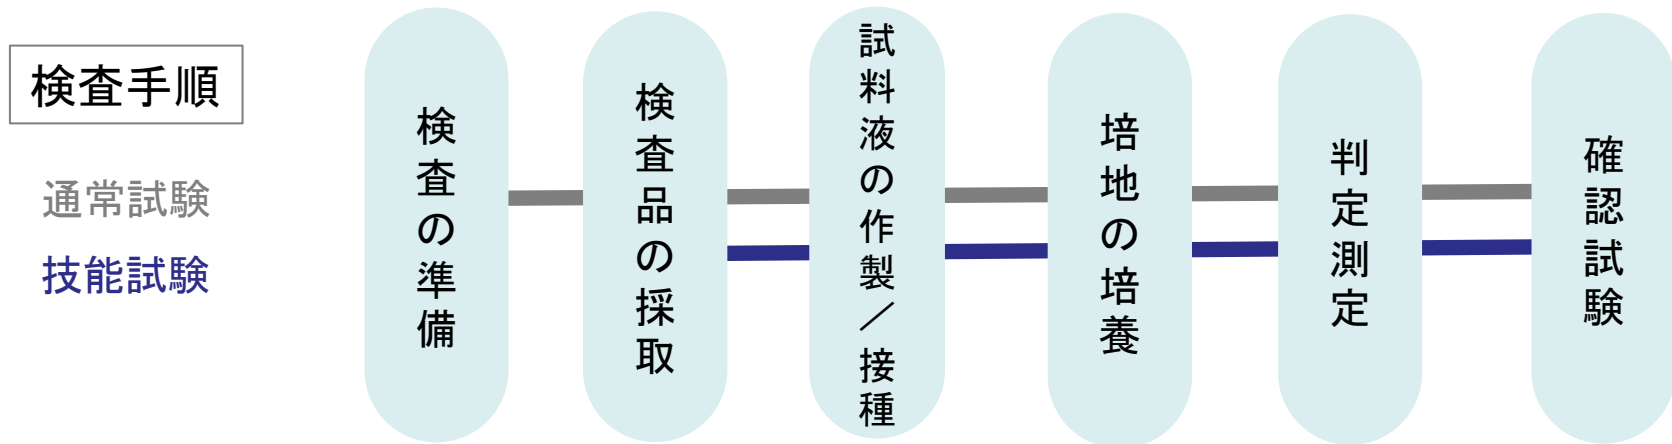 検査手順
通常試験
技能試験
検査の準備
検査品の採取
試料液の作製／接種
培地の培養
判定測定
確認試験